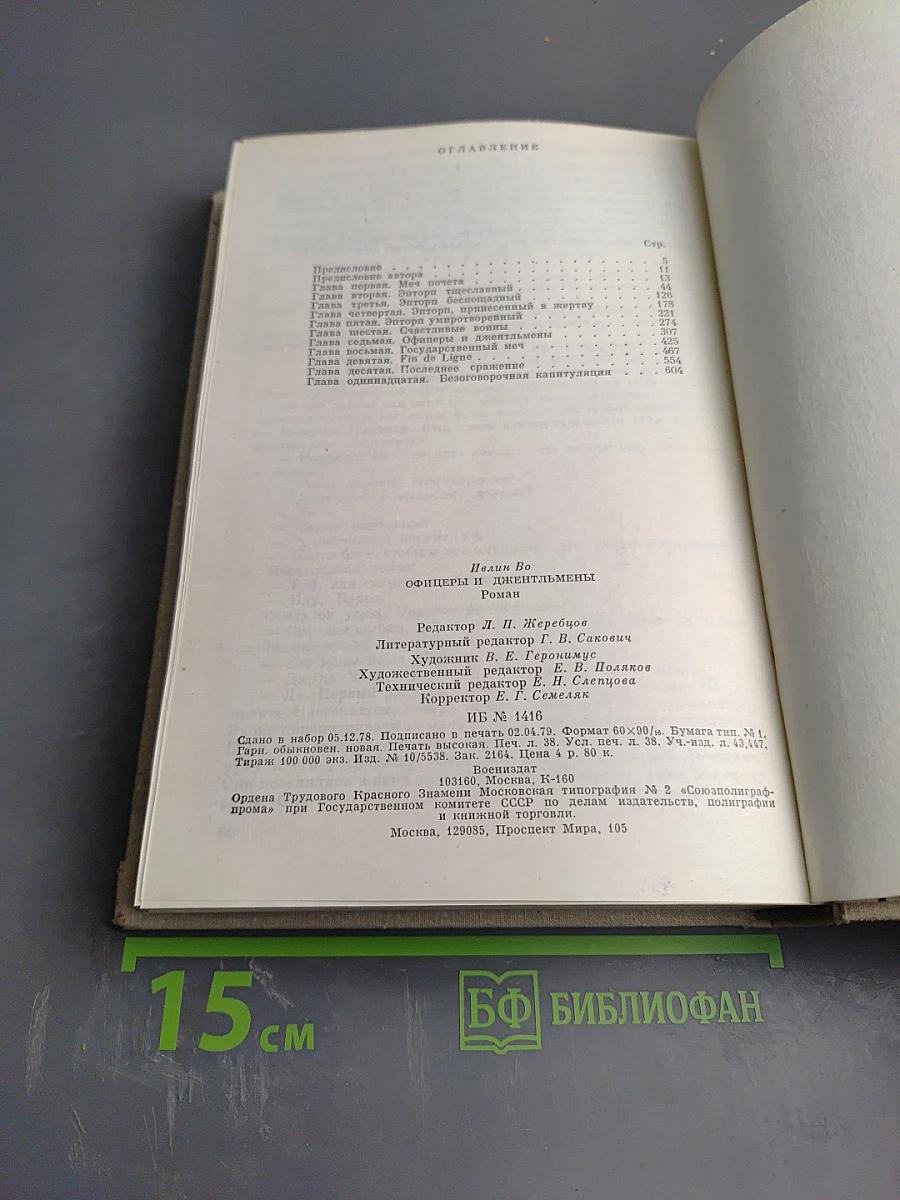 ОГЛАВЛЕНИЕ
Стр.
Предисловие . . . . . . . . . . . . . . 5
Предисловие автора . . . . . . . . . . . . 11
Глава первая. Меч почета . . . . . . . . . . 13
Глава вторая. Эпторп тщеславный . . . . . . . . 44
Глава третья. Эпторп беспощадный . . . . . . . . 126
Глава четвертая. Эпторп, принесенный в жертву . . . . 178
Глава пятая. Эпторп умиротворенный . . . . . . . 221
Глава шестая. Счастливые воины . . . . . . . . 274
Глава седьмая. Офицеры и джентльмены . . . . . . 307
Глава восьмая. Государственный меч . . . . . . . 425
Глава девятая. Fin de Ligne . . . . . . . . . 467
Глава десятая. Последнее сражение . . . . . . . 554
Глава одиннадцатая. Безоговорочная капитуляция . . . 604
Ивлин Во
ОФИЦЕРЫ И ДЖЕНТЛЬМЕНЫ
Роман
Редактор Л. П. Жеребцов
Литературный редактор Г. В. Сакович
Художник В. Е. Геронимус
Художественный редактор Е. В. Поляков
Технический редактор Е. Н. Слепцова
Корректор Е. Г. Семеляк
ИБ № 1416
Сдано в набор 05.12.78. Подписано в печать 02.04.79. Формат 60×90/16. Бумага тип. № 1.
Гарн. обыкновен. новая. Печать высокая. Печ. л. 38. Усл. печ. л. 38. Уч.-изд. л. 43,447.
Тираж 100 000 экз. Изд. № 10/5538. Зак. 2164. Цена 4 р. 80 к.
Воениздат
103160, Москва, К-160
Ордена Трудового Красного Знамени Московская типография № 2 «Союзполиграф-
прома» при Государственном комитете СССР по делам издательств, полиграфии
и книжной торговли.
Москва, 129085, Проспект Мира, 105
15 см
БФ БИБЛИОФАН